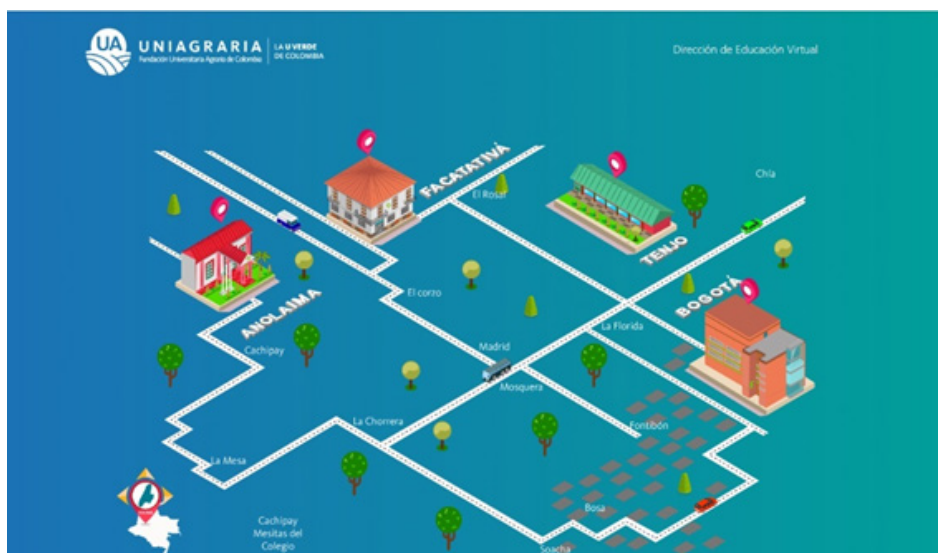 UA
UNIAGRARIA
Fundación Universitaria Agraria de Colombia
LA U VERDE
DE COLOMBIA
Dirección de Educación Virtual
FACATATIVÁ
El Rosal
Chía
TENJO
ANOLAIMA
El corzo
BOGOTÁ
La Florida
Cachipay
Madrid
Mosquera
La Chorrera
Fontibón
La Mesa
Bosa
Cachipay
Mesitas del
Colegio
Soacha